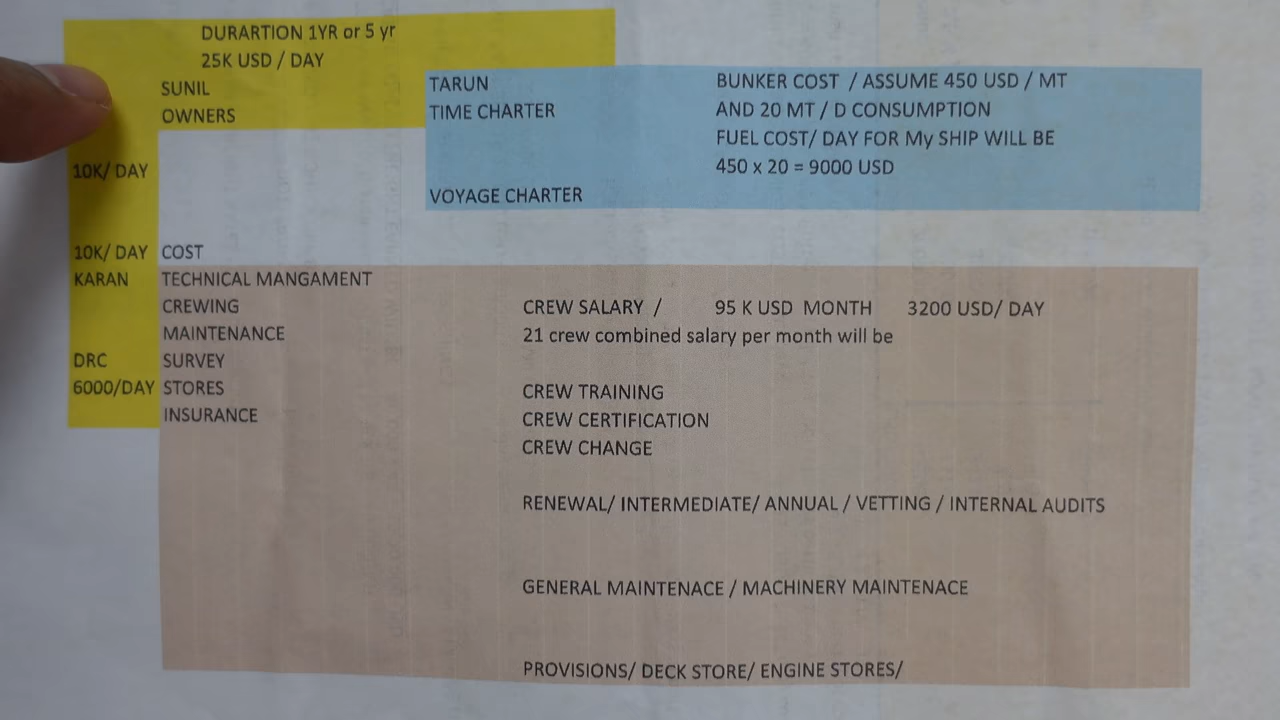 DURARTION 1YR or 5 yr
25K USD / DAY
SUNIL
OWNERS
TARUN
TIME CHARTER
VOYAGE CHARTER
BUNKER COST / ASSUME 450 USD / MT
AND 20 MT / D CONSUMPTION
FUEL COST/ DAY FOR My SHIP WILL BE
450 x 20 = 9000 USD
10K/ DAY
10K/ DAY COST
KARAN TECHNICAL MANGAMENT
CREWING
MAINTENANCE
DRC SURVEY
6000/DAY STORES
INSURANCE
CREW SALARY / 95 K USD MONTH 3200 USD/ DAY
21 crew combined salary per month will be
CREW TRAINING
CREW CERTIFICATION
CREW CHANGE
RENEWAL/ INTERMEDIATE/ ANNUAL / VETTING / INTERNAL AUDITS
GENERAL MAINTENACE / MACHINERY MAINTENACE
PROVISIONS/ DECK STORE/ ENGINE STORES/